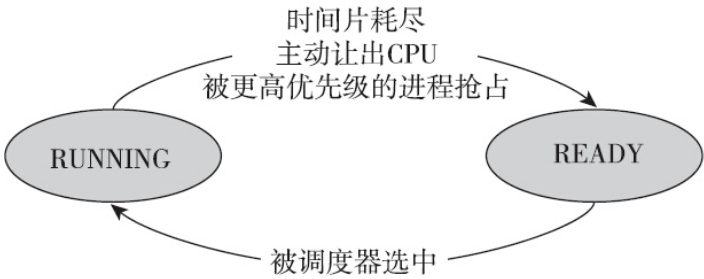 时间片耗尽
主动让出CPU
被更高优先级的进程抢占
RUNNING
READY
被调度器选中